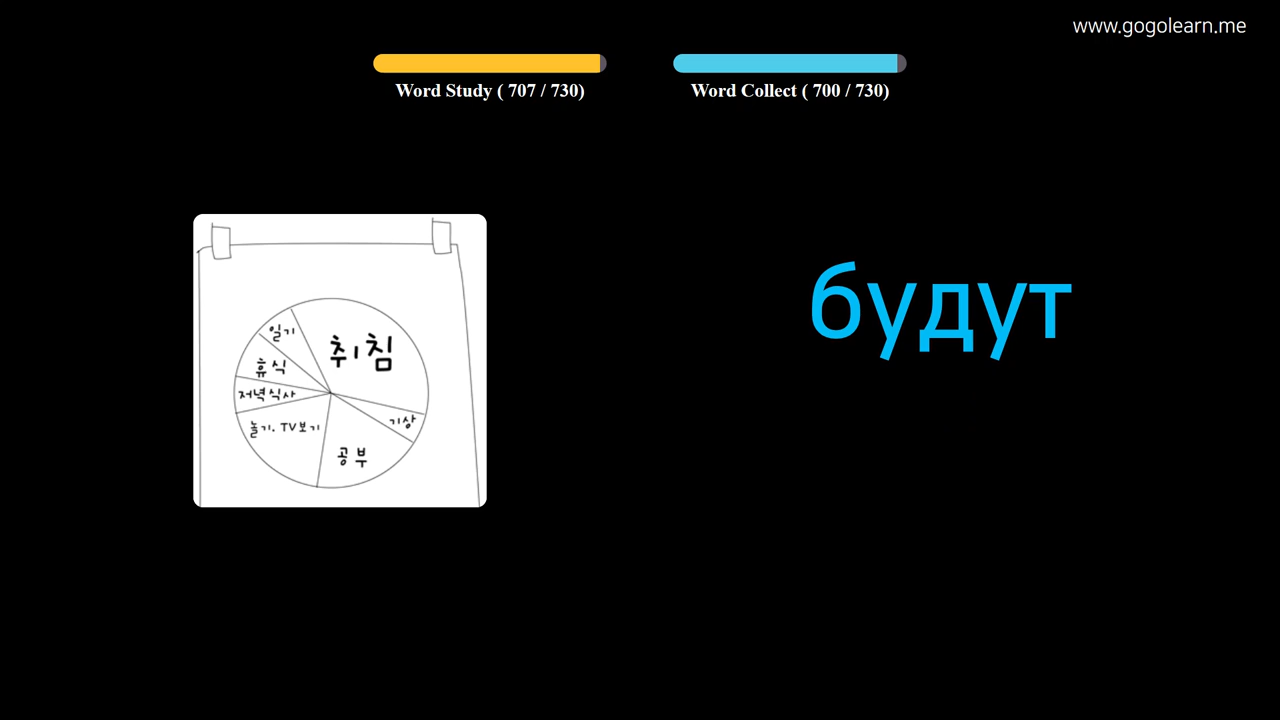 www.gogolearn.me
Word Study ( 707 / 730)
Word Collect ( 700 / 730)
일기
취침
휴식
저녁식사
기상
놀기. TV보기
공부
будут